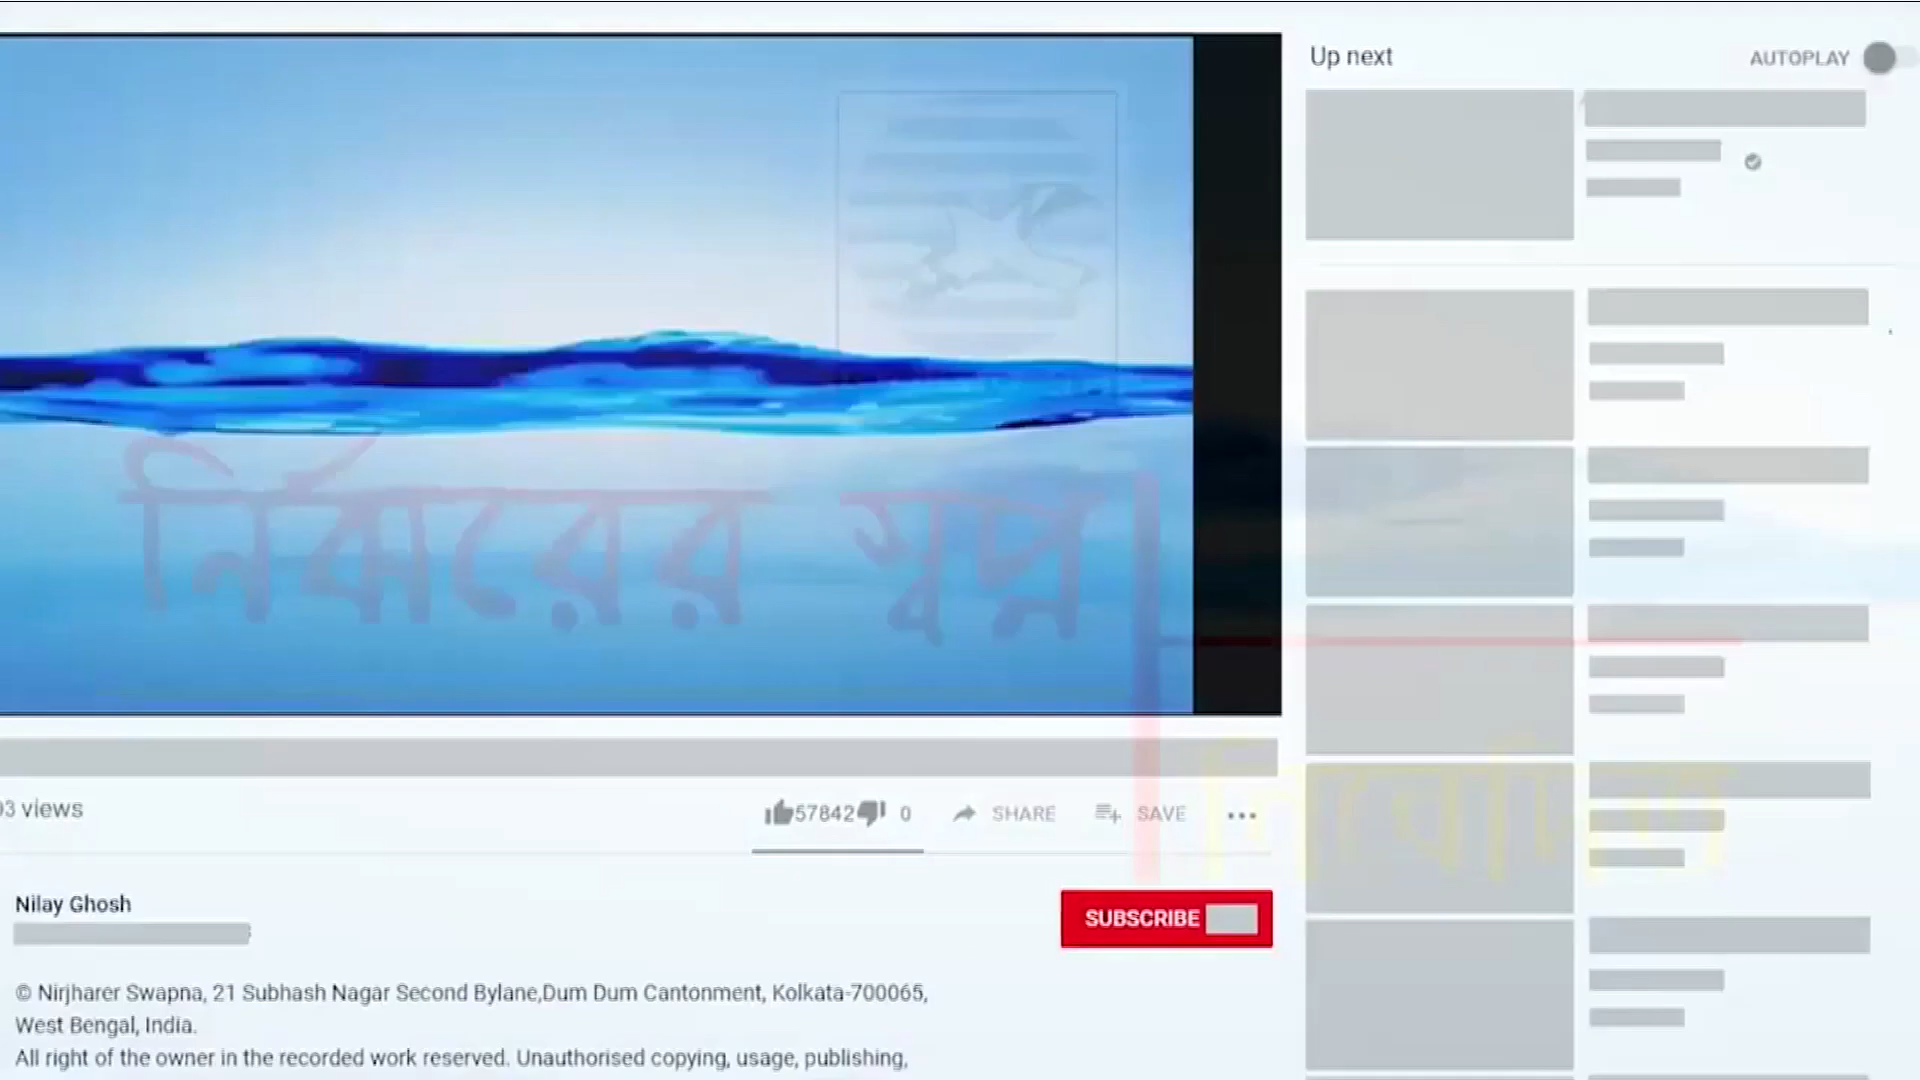 Up next
AUTOPLAY
নির্ঝরের স্বপ্ন
নিবেদিত
93 views
57842 0 SHARE SAVE
Nilay Ghosh
SUBSCRIBE
© Nirjharer Swapna, 21 Subhash Nagar Second Bylane,Dum Dum Cantonment, Kolkata-700065,
West Bengal, India.
All right of the owner in the recorded work reserved. Unauthorised copying, usage, publishing,